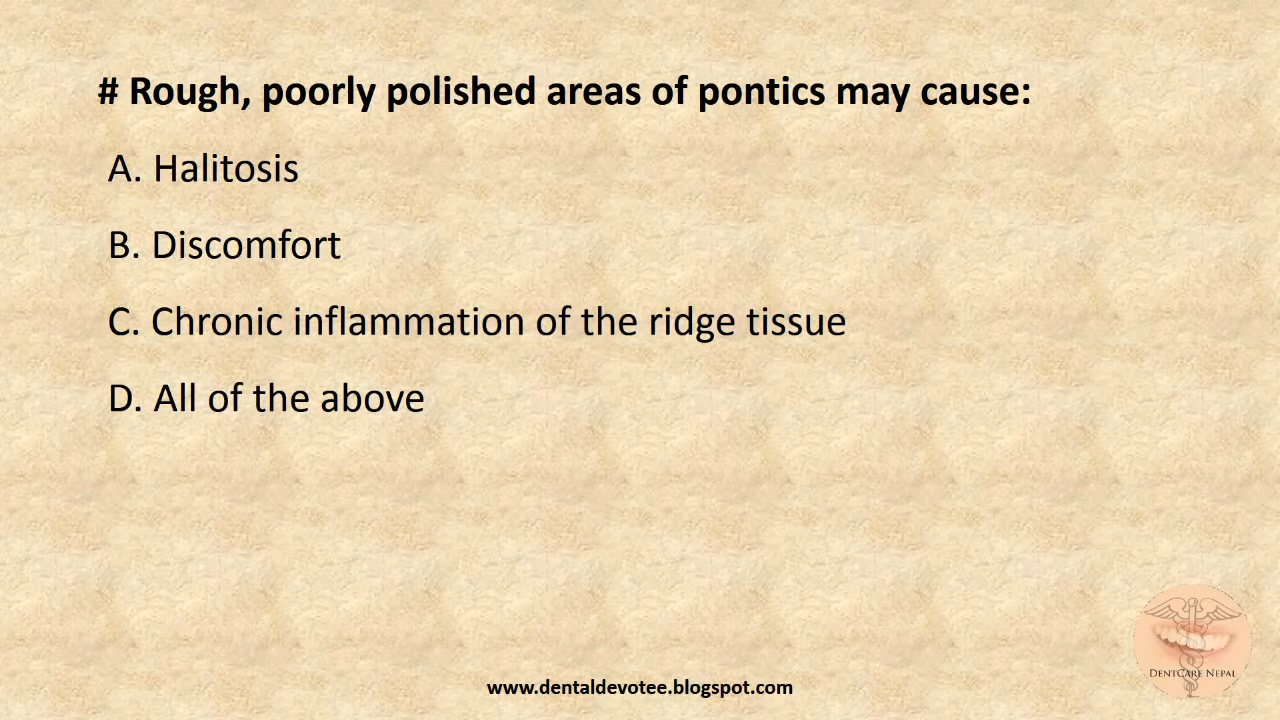 # Rough, poorly polished areas of pontics may cause:
A. Halitosis
B. Discomfort
C. Chronic inflammation of the ridge tissue
D. All of the above
DENTCARE NEPAL
www.dentaldevotee.blogspot.com